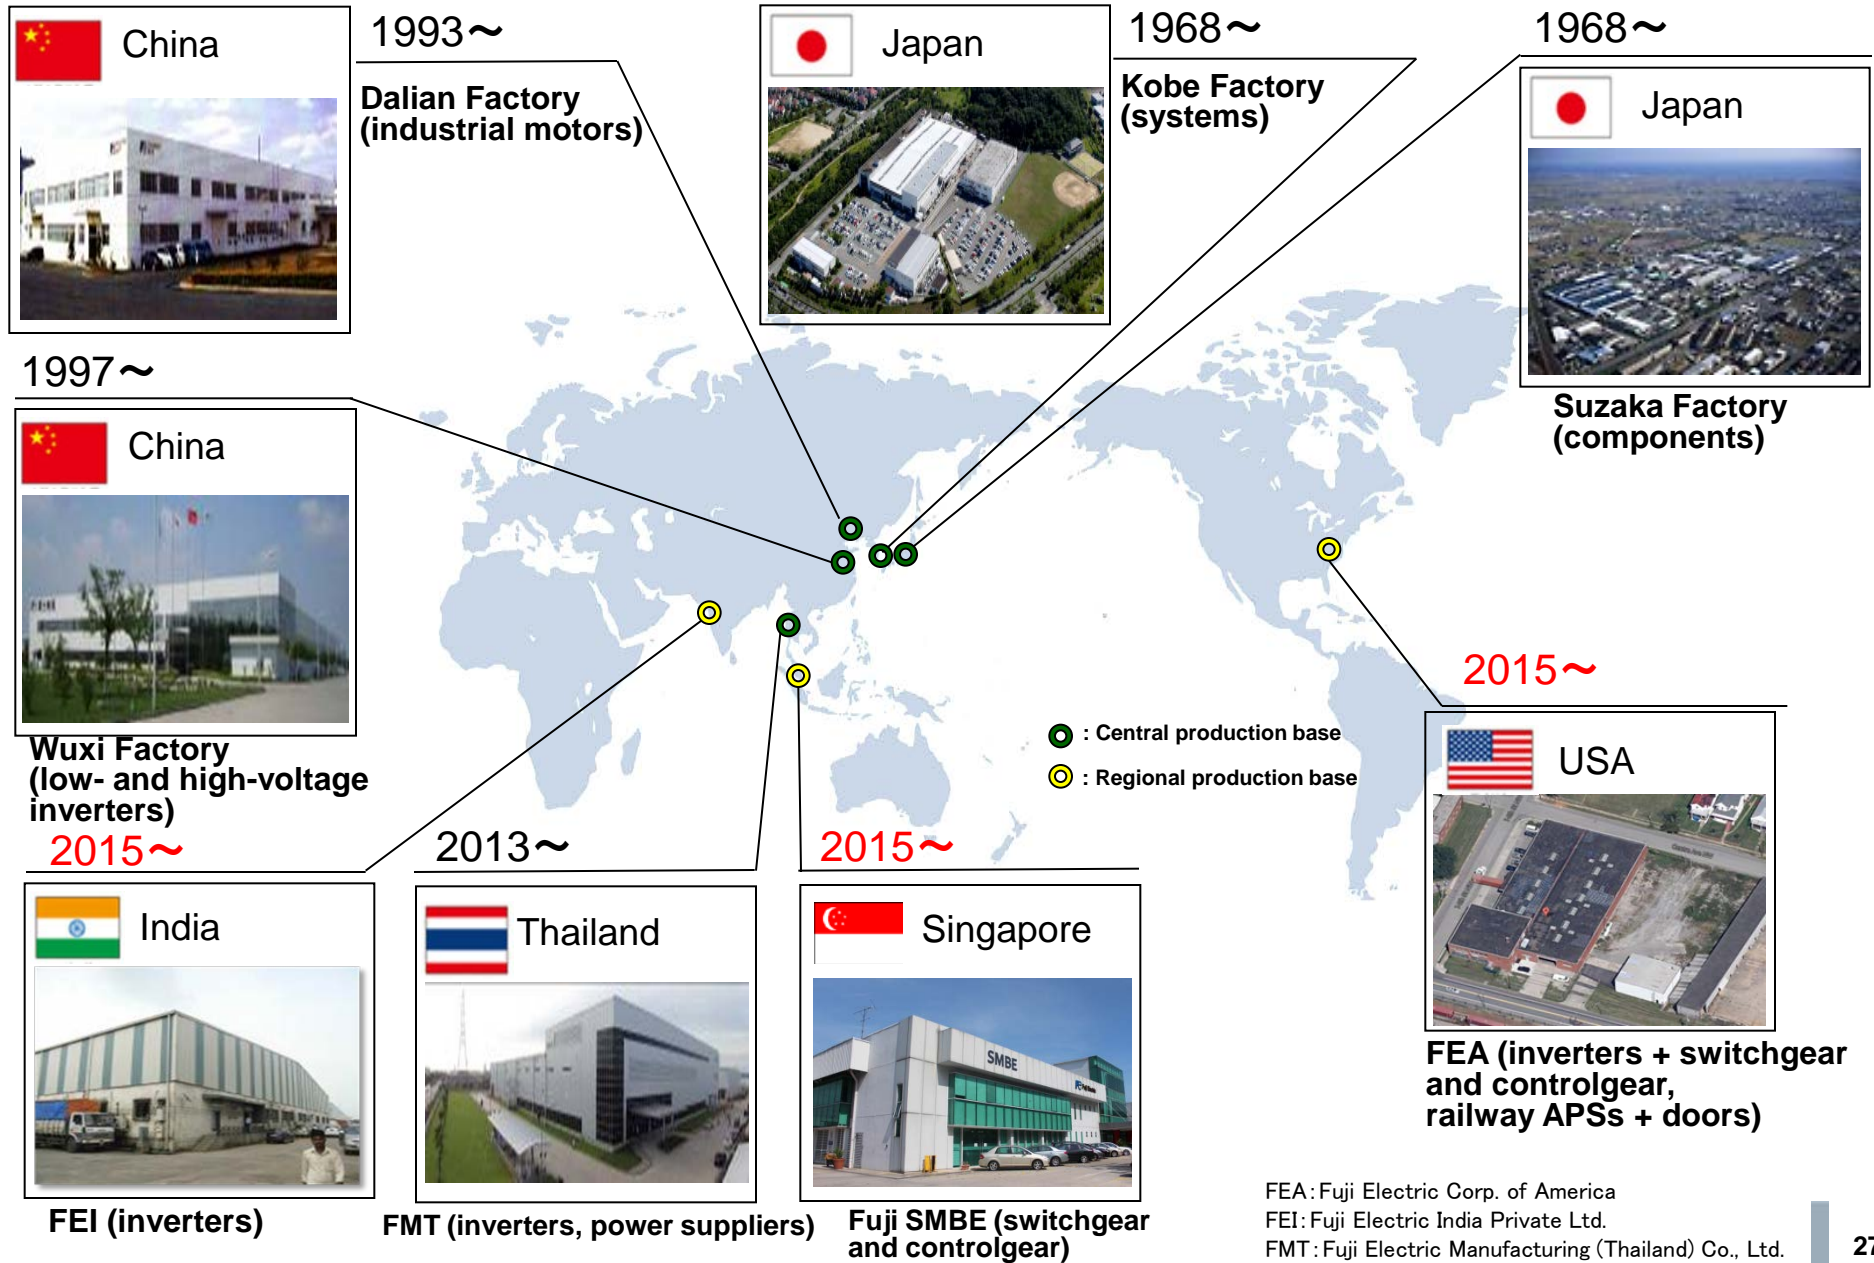 China
1993～
Dalian Factory
(industrial motors)
Japan
1968～
Kobe Factory
(systems)
1968～
Japan
Suzaka Factory
(components)
1997～
China
Wuxi Factory
(low- and high-voltage
inverters)
: Central production base
: Regional production base
2015～
USA
FEA (inverters + switchgear
and controlgear,
railway APSs + doors)
2015～
India
FEI (inverters)
2013～
Thailand
FMT (inverters, power suppliers)
2015～
Singapore
SMBE
Fuji SMBE (switchgear
and controlgear)
FEA：Fuji Electric Corp. of America
FEI：Fuji Electric India Private Ltd.
FMT：Fuji Electric Manufacturing (Thailand) Co., Ltd.
27